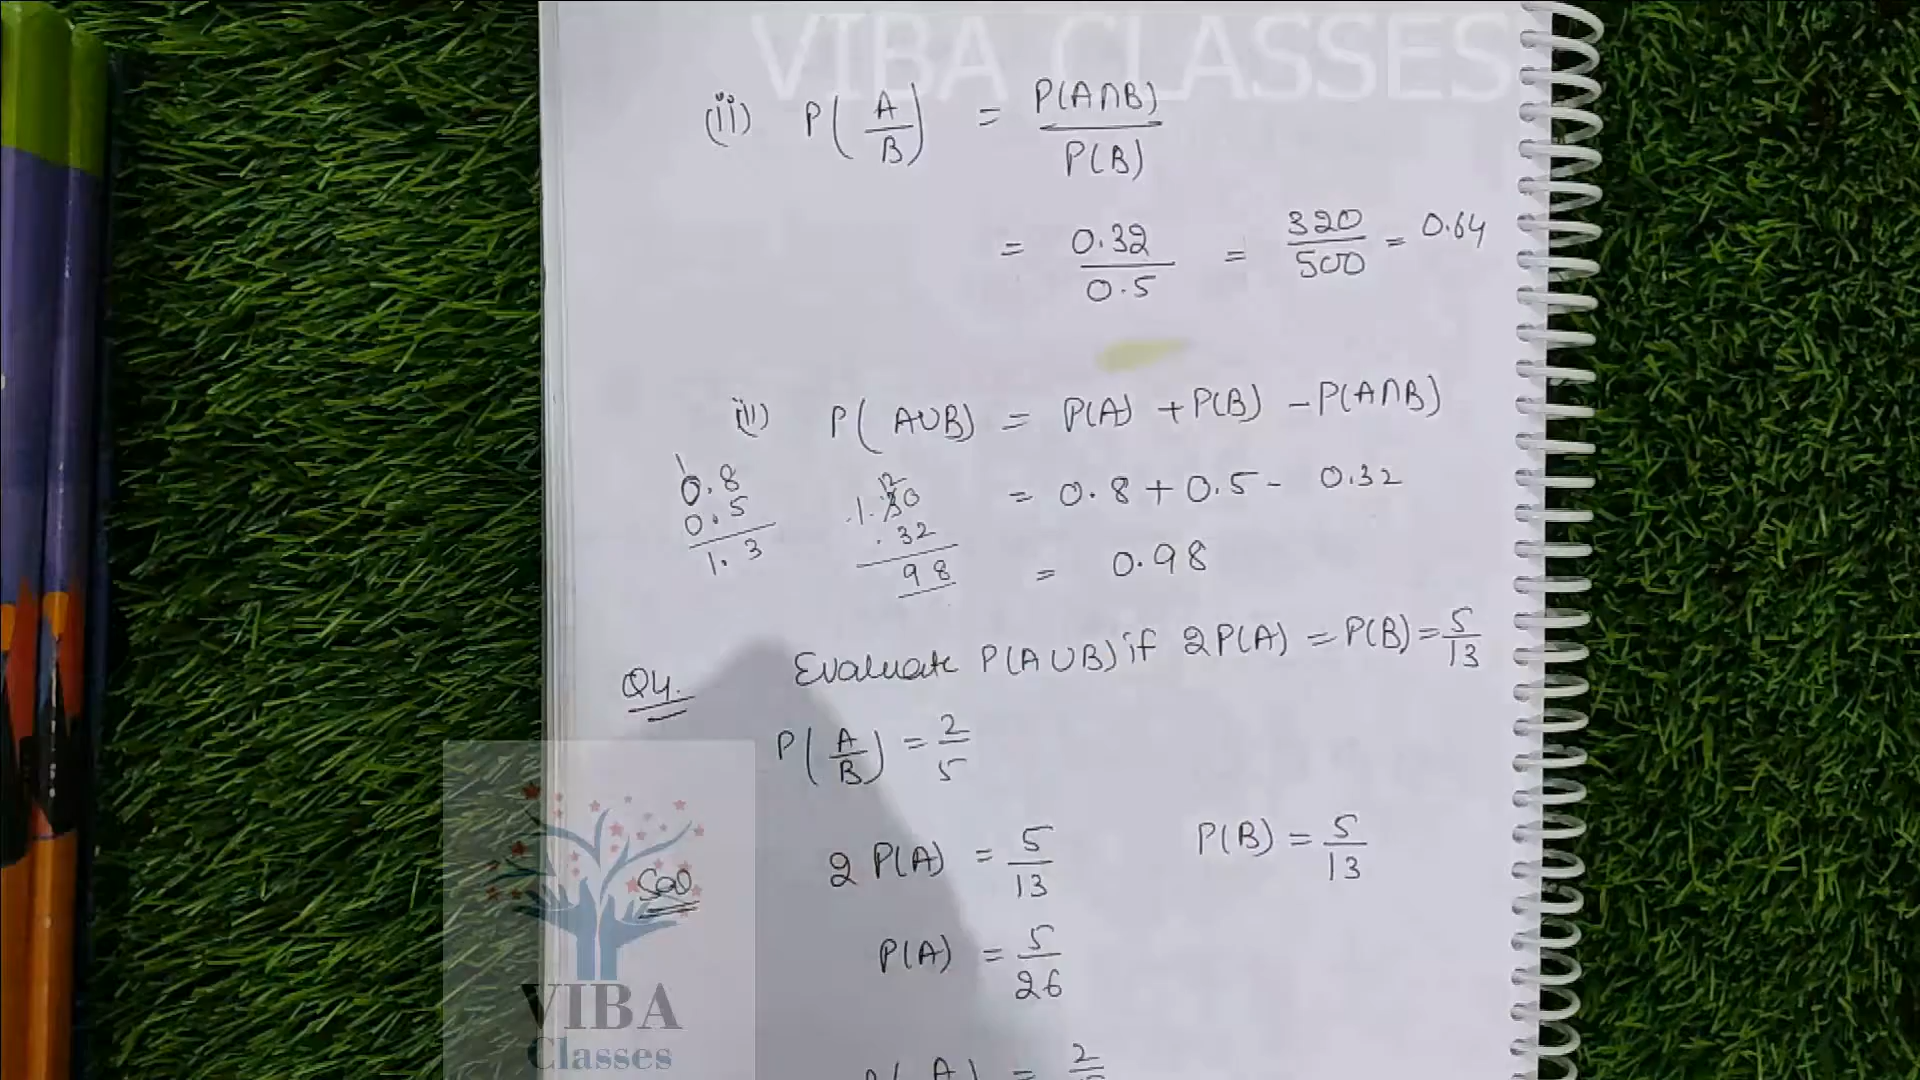 VIBA CLASSES
(ii) P(A/B) = P(A∩B)/P(B)
= 0.32/0.5 = 320/500 = 0.64
(iii) P(A∪B) = P(A) + P(B) - P(A∩B)
0.8
0.5
1.3
1.30
.32
98
= 0.8 + 0.5 - 0.32
= 0.98
Q4. Evaluate P(A∪B) if 2P(A) = P(B) = 5/13
P(A/B) = 2/5
2 P(A) = 5/13 P(B) = 5/13
Sol
P(A) = 5/26
VIBA
Classes